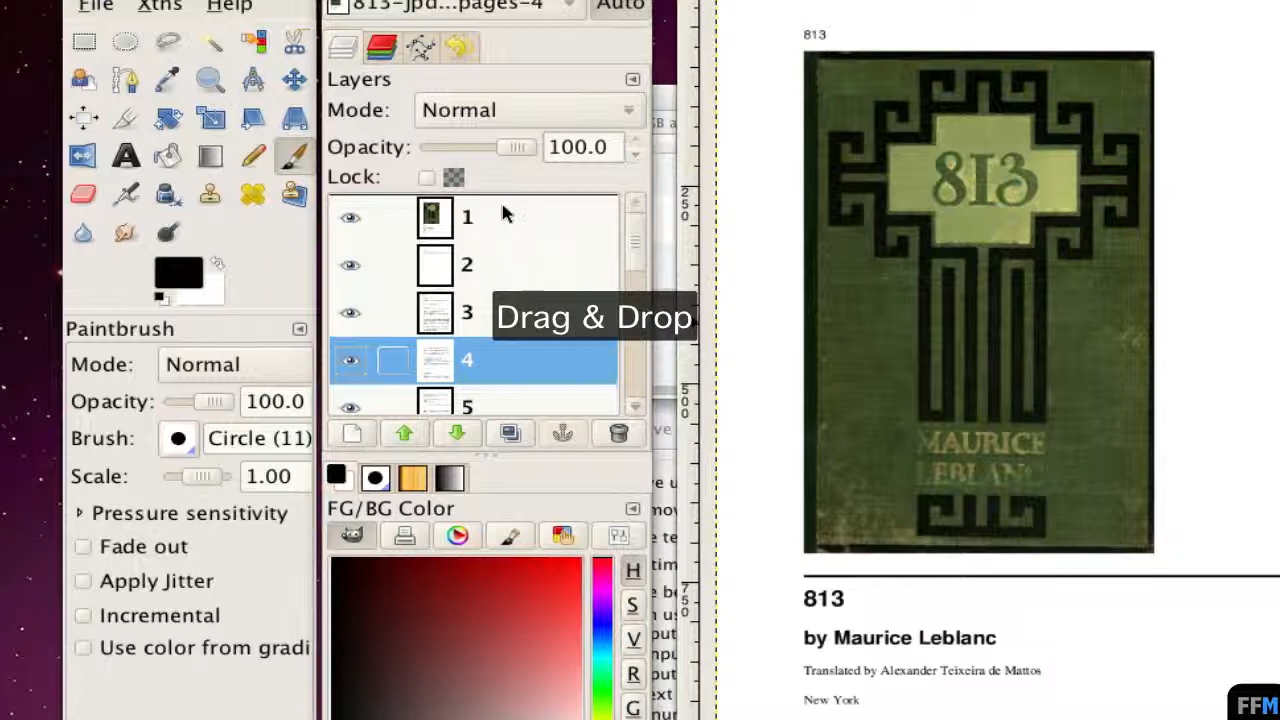 File Xtns Help
813-jpd...pages-4 Auto
Layers
Mode: Normal
Opacity: 100.0
Lock:
1
2
3
4
5
Drag & Drop
Paintbrush
Mode: Normal
Opacity: 100.0
Brush: Circle (11)
Scale: 1.00
Pressure sensitivity
Fade out
Apply Jitter
Incremental
Use color from gradi
FG/BG Color
H
S
V
R
G
250
500
750
813
813
MAURICE
LEBLANC
813
by Maurice Leblanc
Translated by Alexander Teixeira de Mattos
New York
FFM